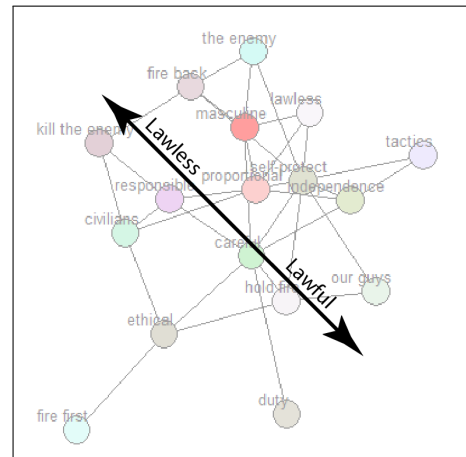 the enemy
fire back
lawless
masculine
kill the enemy
Lawless
tactics
self-protect
proportional
responsible
independence
civilians
careful
Lawful
our guys
hold fire
ethical
duty
fire first